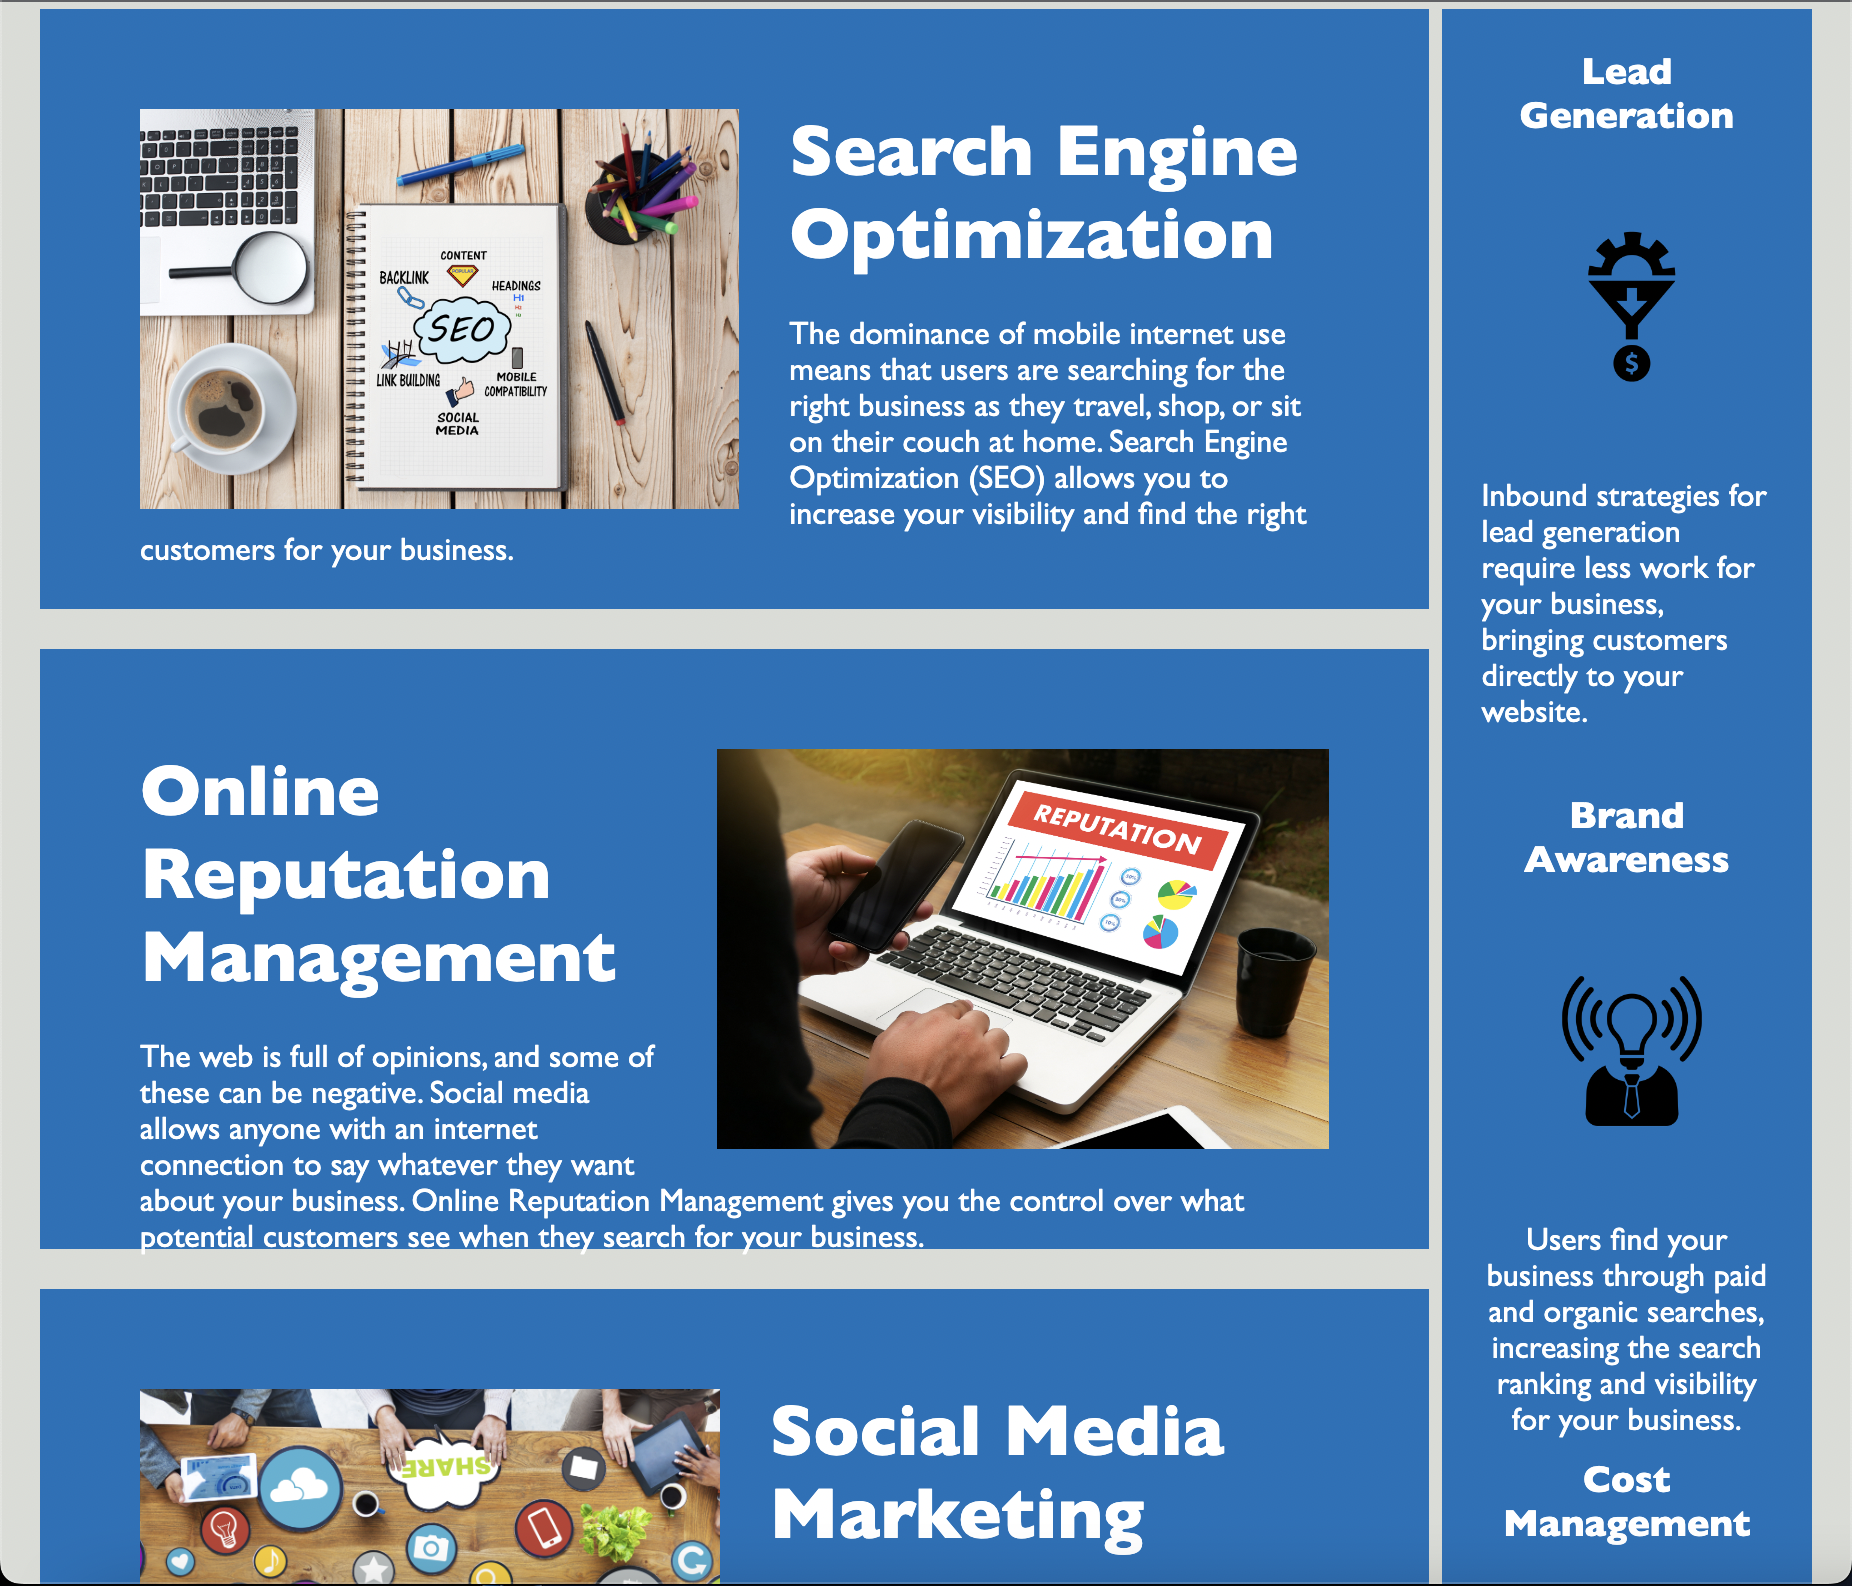 Search Engine
Optimization
The dominance of mobile internet use
means that users are searching for the
right business as they travel, shop, or sit
on their couch at home. Search Engine
Optimization (SEO) allows you to
increase your visibility and find the right
customers for your business.
CONTENT
POPULAR
BACKLINK
HEADINGS
H1
H2
H3
SEO
LINK BUILDING
MOBILE
COMPATIBILITY
SOCIAL
MEDIA
Online
Reputation
Management
The web is full of opinions, and some of
these can be negative. Social media
allows anyone with an internet
connection to say whatever they want
about your business. Online Reputation Management gives you the control over what
potential customers see when they search for your business.
REPUTATION
Social Media
Marketing
SHARE
Lead
Generation
$
Inbound strategies for
lead generation
require less work for
your business,
bringing customers
directly to your
website.
Brand
Awareness
Users find your
business through paid
and organic searches,
increasing the search
ranking and visibility
for your business.
Cost
Management